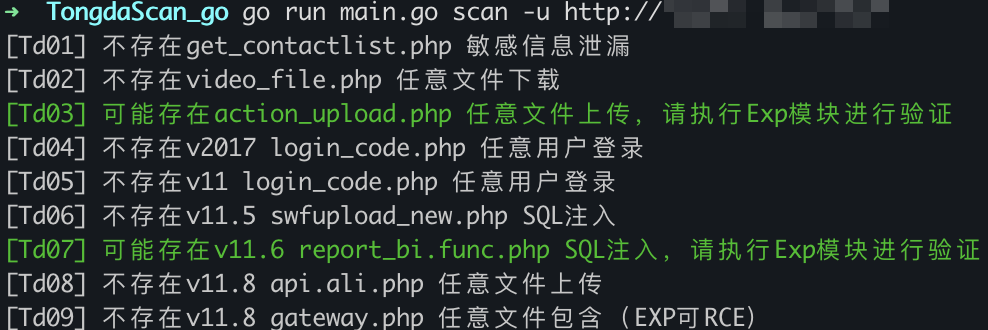 ➜ TongdaScan_go go run main.go scan -u http://
[Td01] 不存在get_contactlist.php 敏感信息泄漏
[Td02] 不存在video_file.php 任意文件下载
[Td03] 可能存在action_upload.php 任意文件上传，请执行Exp模块进行验证
[Td04] 不存在v2017 login_code.php 任意用户登录
[Td05] 不存在v11 login_code.php 任意用户登录
[Td06] 不存在v11.5 swfupload_new.php SQL注入
[Td07] 可能存在v11.6 report_bi.func.php SQL注入，请执行Exp模块进行验证
[Td08] 不存在v11.8 api.ali.php 任意文件上传
[Td09] 不存在v11.8 gateway.php 任意文件包含（EXP可RCE）